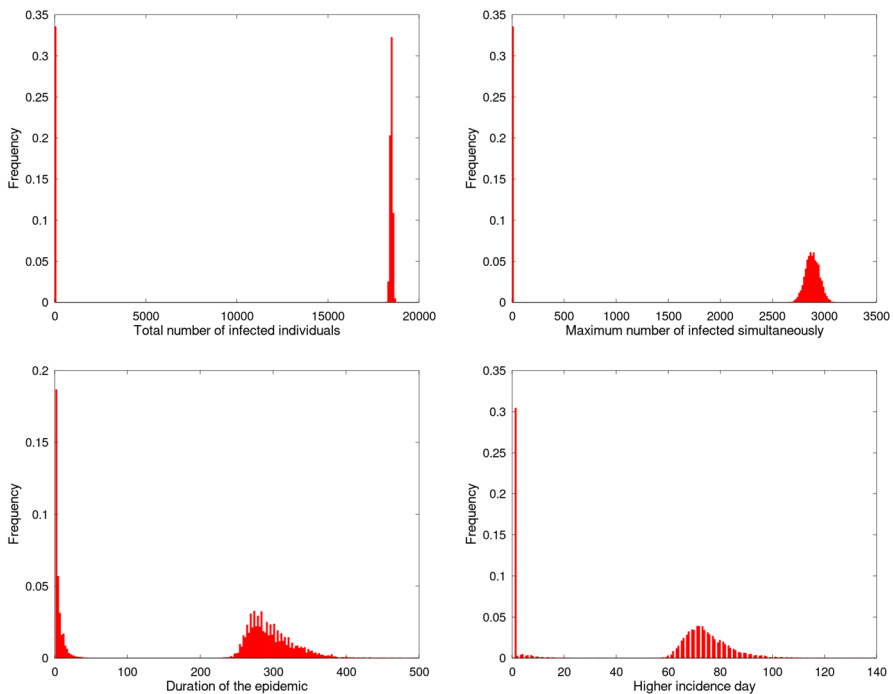 0.35
0.3
0.25
0.2
0.15
0.1
0.05
0
Frequency
0 5000 10000 15000 20000
Total number of infected individuals
0.35
0.3
0.25
0.2
0.15
0.1
0.05
0
Frequency
0 500 1000 1500 2000 2500 3000 3500
Maximum number of infected simultaneously
0.2
0.15
0.1
0.05
0
Frequency
0 100 200 300 400 500
Duration of the epidemic
0.35
0.3
0.25
0.2
0.15
0.1
0.05
0
Frequency
0 20 40 60 80 100 120 140
Higher incidence day